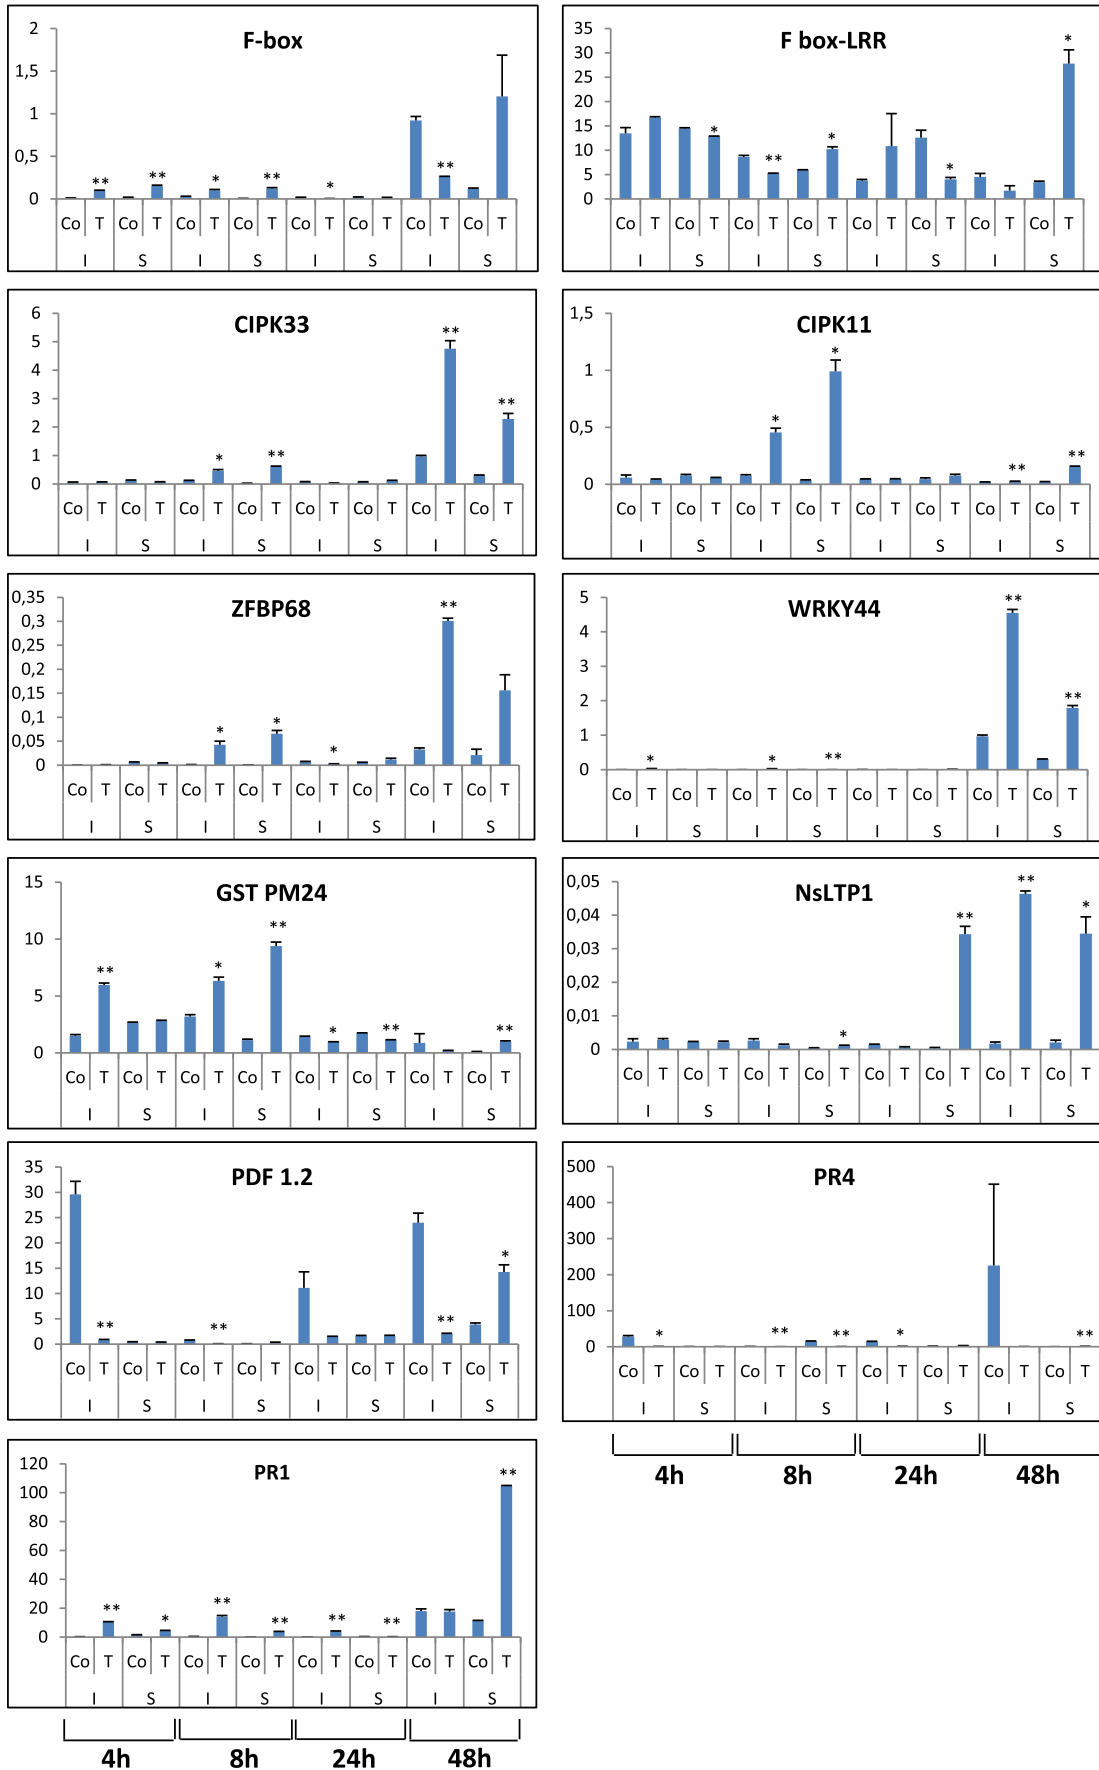 F-box
2
1,5
1
0,5
0
** ** * ** * **
Co T Co T Co T Co T Co T Co T Co T Co T
I S I S I S I S
F box-LRR
35
30
25
20
15
10
5
0
* ** * * *
Co T Co T Co T Co T Co T Co T Co T Co T
I S I S I S I S
CIPK33
6
5
4
3
2
1
0
* ** ** **
Co T Co T Co T Co T Co T Co T Co T Co T
I S I S I S I S
CIPK11
1,5
1
0,5
0
* * ** **
Co T Co T Co T Co T Co T Co T Co T Co T
I S I S I S I S
ZFBP68
0,35
0,3
0,25
0,2
0,15
0,1
0,05
0
* * * **
Co T Co T Co T Co T Co T Co T Co T Co T
I S I S I S I S
WRKY44
5
4
3
2
1
0
* * ** ** **
Co T Co T Co T Co T Co T Co T Co T Co T
I S I S I S I S
GST PM24
15
10
5
0
** * ** * ** **
Co T Co T Co T Co T Co T Co T Co T Co T
I S I S I S I S
NsLTP1
0,05
0,04
0,03
0,02
0,01
0
* ** ** *
Co T Co T Co T Co T Co T Co T Co T Co T
I S I S I S I S
PDF 1.2
35
30
25
20
15
10
5
0
** ** ** *
Co T Co T Co T Co T Co T Co T Co T Co T
I S I S I S I S
PR4
500
400
300
200
100
0
* ** ** * **
Co T Co T Co T Co T Co T Co T Co T Co T
I S I S I S I S
4h 8h 24h 48h
PR1
120
100
80
60
40
20
0
** * ** ** ** ** **
Co T Co T Co T Co T Co T Co T Co T Co T
I S I S I S I S
4h 8h 24h 48h